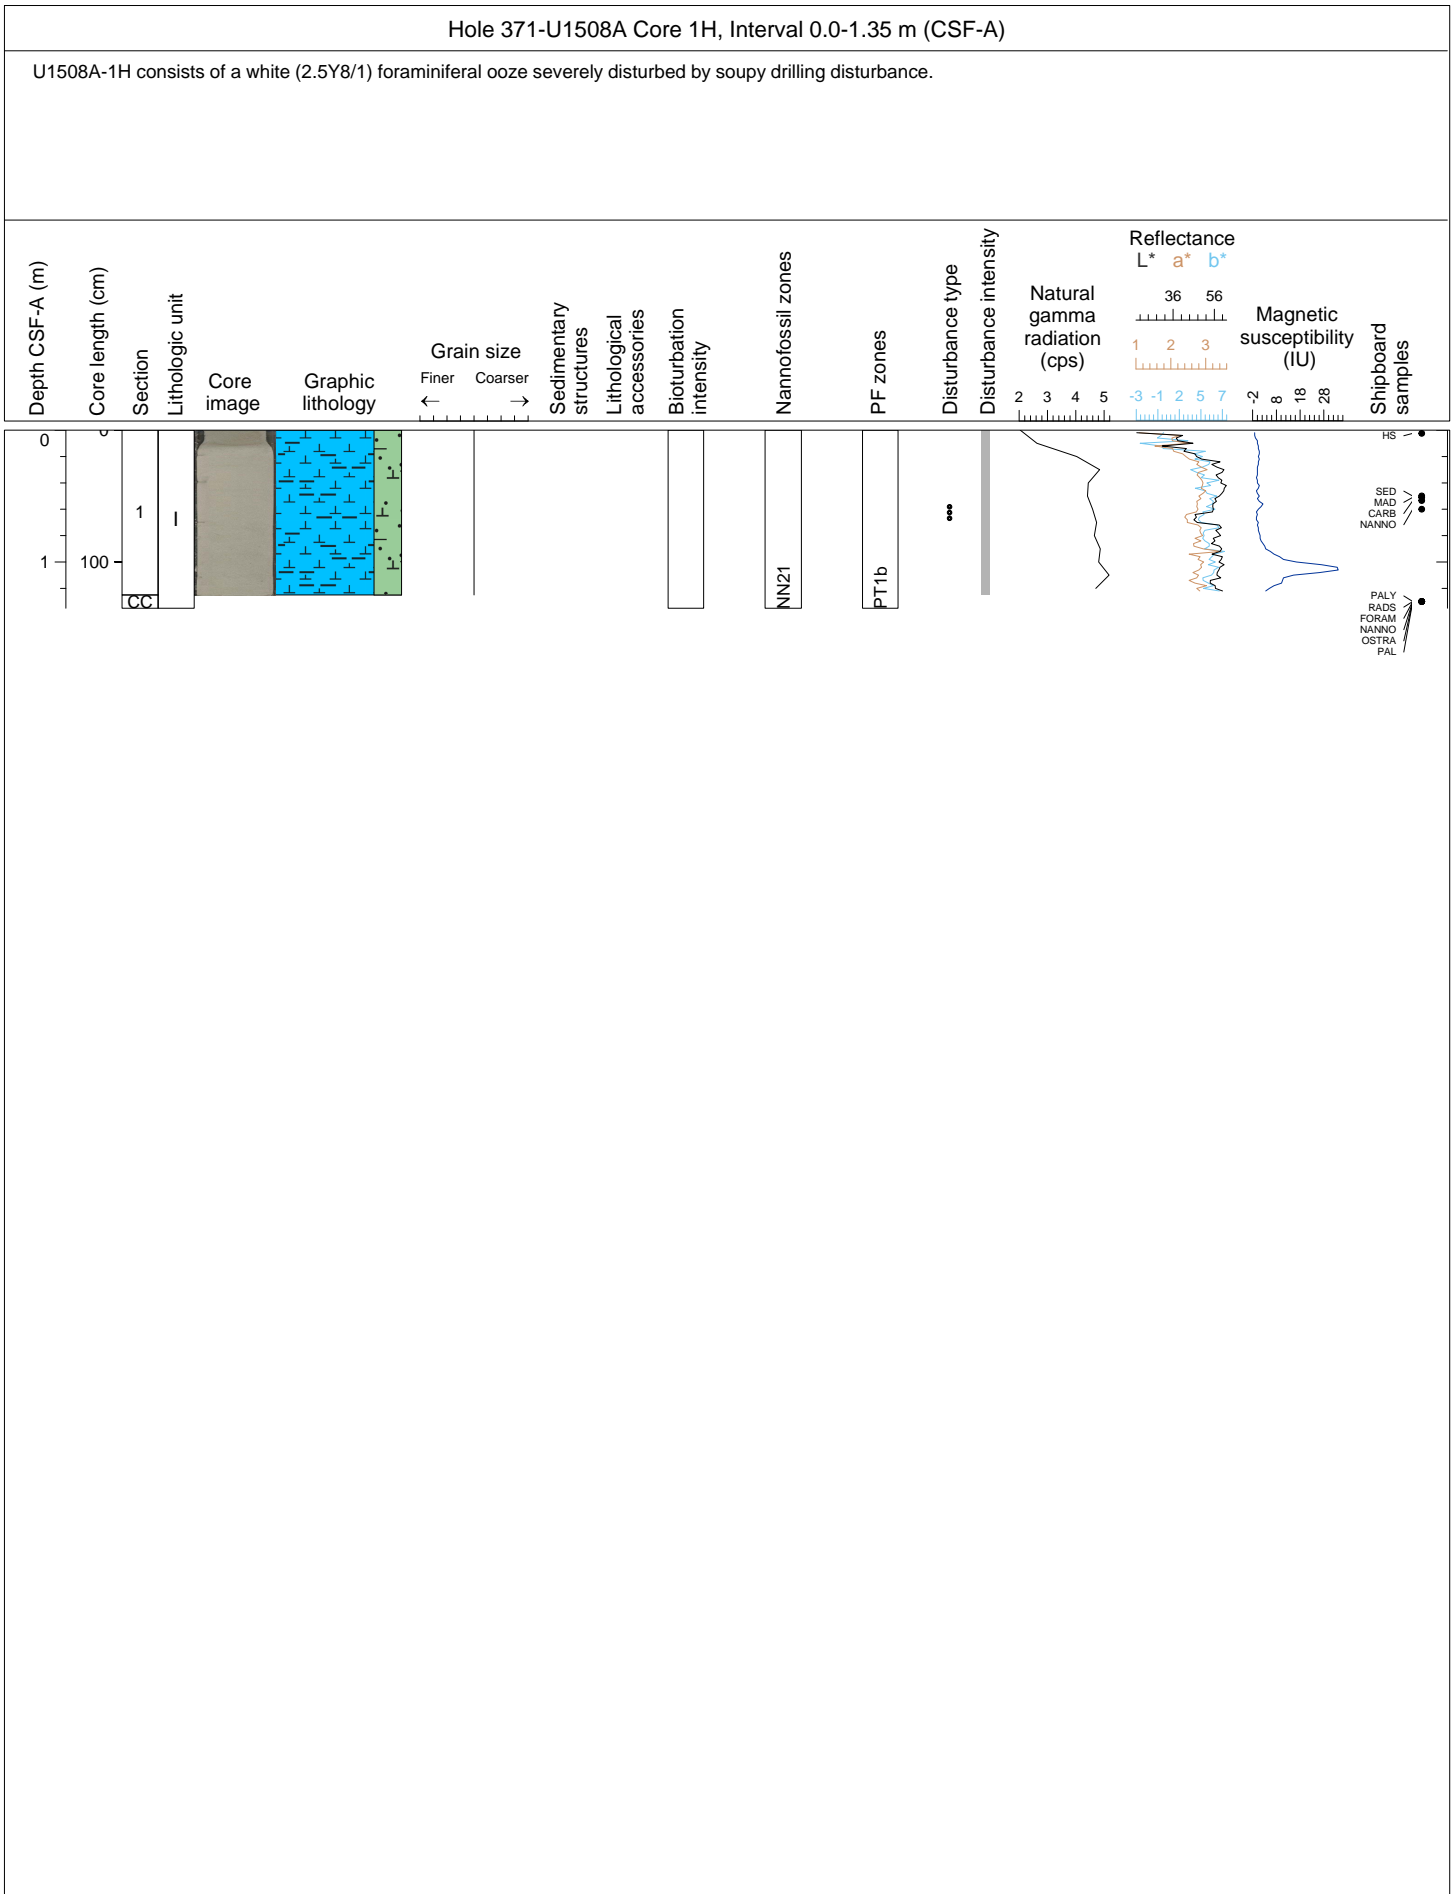 Hole 371-U1508A Core 1H, Interval 0.0-1.35 m (CSF-A)
U1508A-1H consists of a white (2.5Y8/1) foraminiferal ooze severely disturbed by soupy drilling disturbance.
Depth CSF-A (m)
Core length (cm)
Section
Lithologic unit
Core
image
Graphic
lithology
Grain size
Finer Coarser
← →
Sedimentary
structures
Lithological
accessories
Bioturbation
intensity
Nannofossil zones
PF zones
Disturbance type
Disturbance intensity
Natural
gamma
radiation
(cps)
2 3 4 5
Reflectance
L* a* b*
36 56
1 2 3
-3 -1 2 5 7
Magnetic
susceptibility
(IU)
-2 8 18 28
Shipboard
samples
0
1
0
100
1
CC
I
NN21
PT1b
HS
SED
MAD
CARB
NANNO
PALY
RADS
FORAM
NANNO
OSTRA
PAL